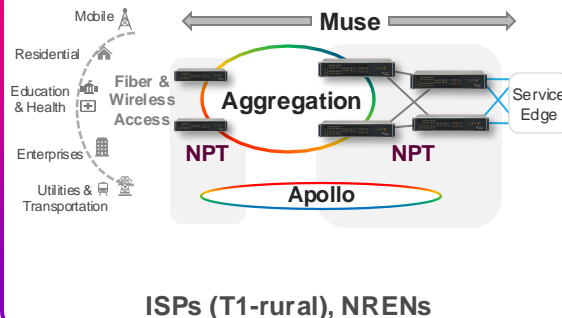 Mobile
Muse
Residential
Education
& Health
Enterprises
Utilities &
Transportation
Fiber &
Wireless
Access
Aggregation
NPT
NPT
Service
Edge
Apollo
ISPs (T1-rural), NRENs